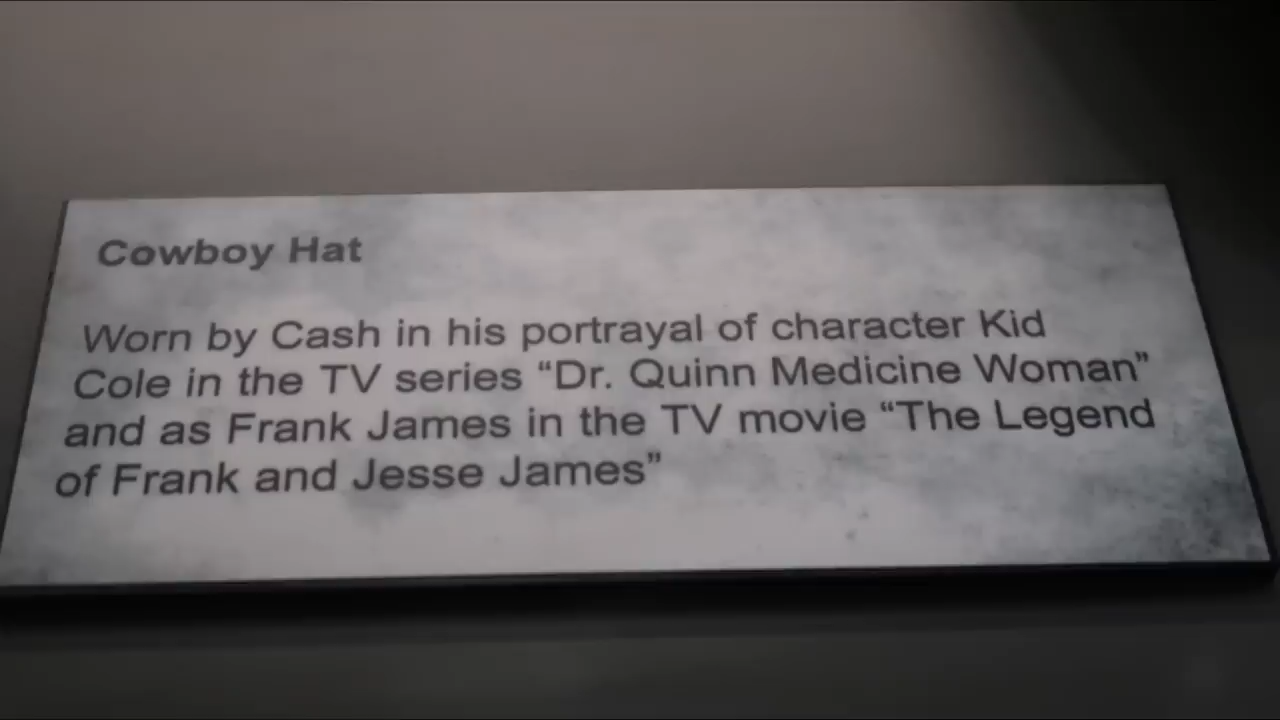 Cowboy Hat
Worn by Cash in his portrayal of character Kid
Cole in the TV series “Dr. Quinn Medicine Woman”
and as Frank James in the TV movie “The Legend
of Frank and Jesse James”